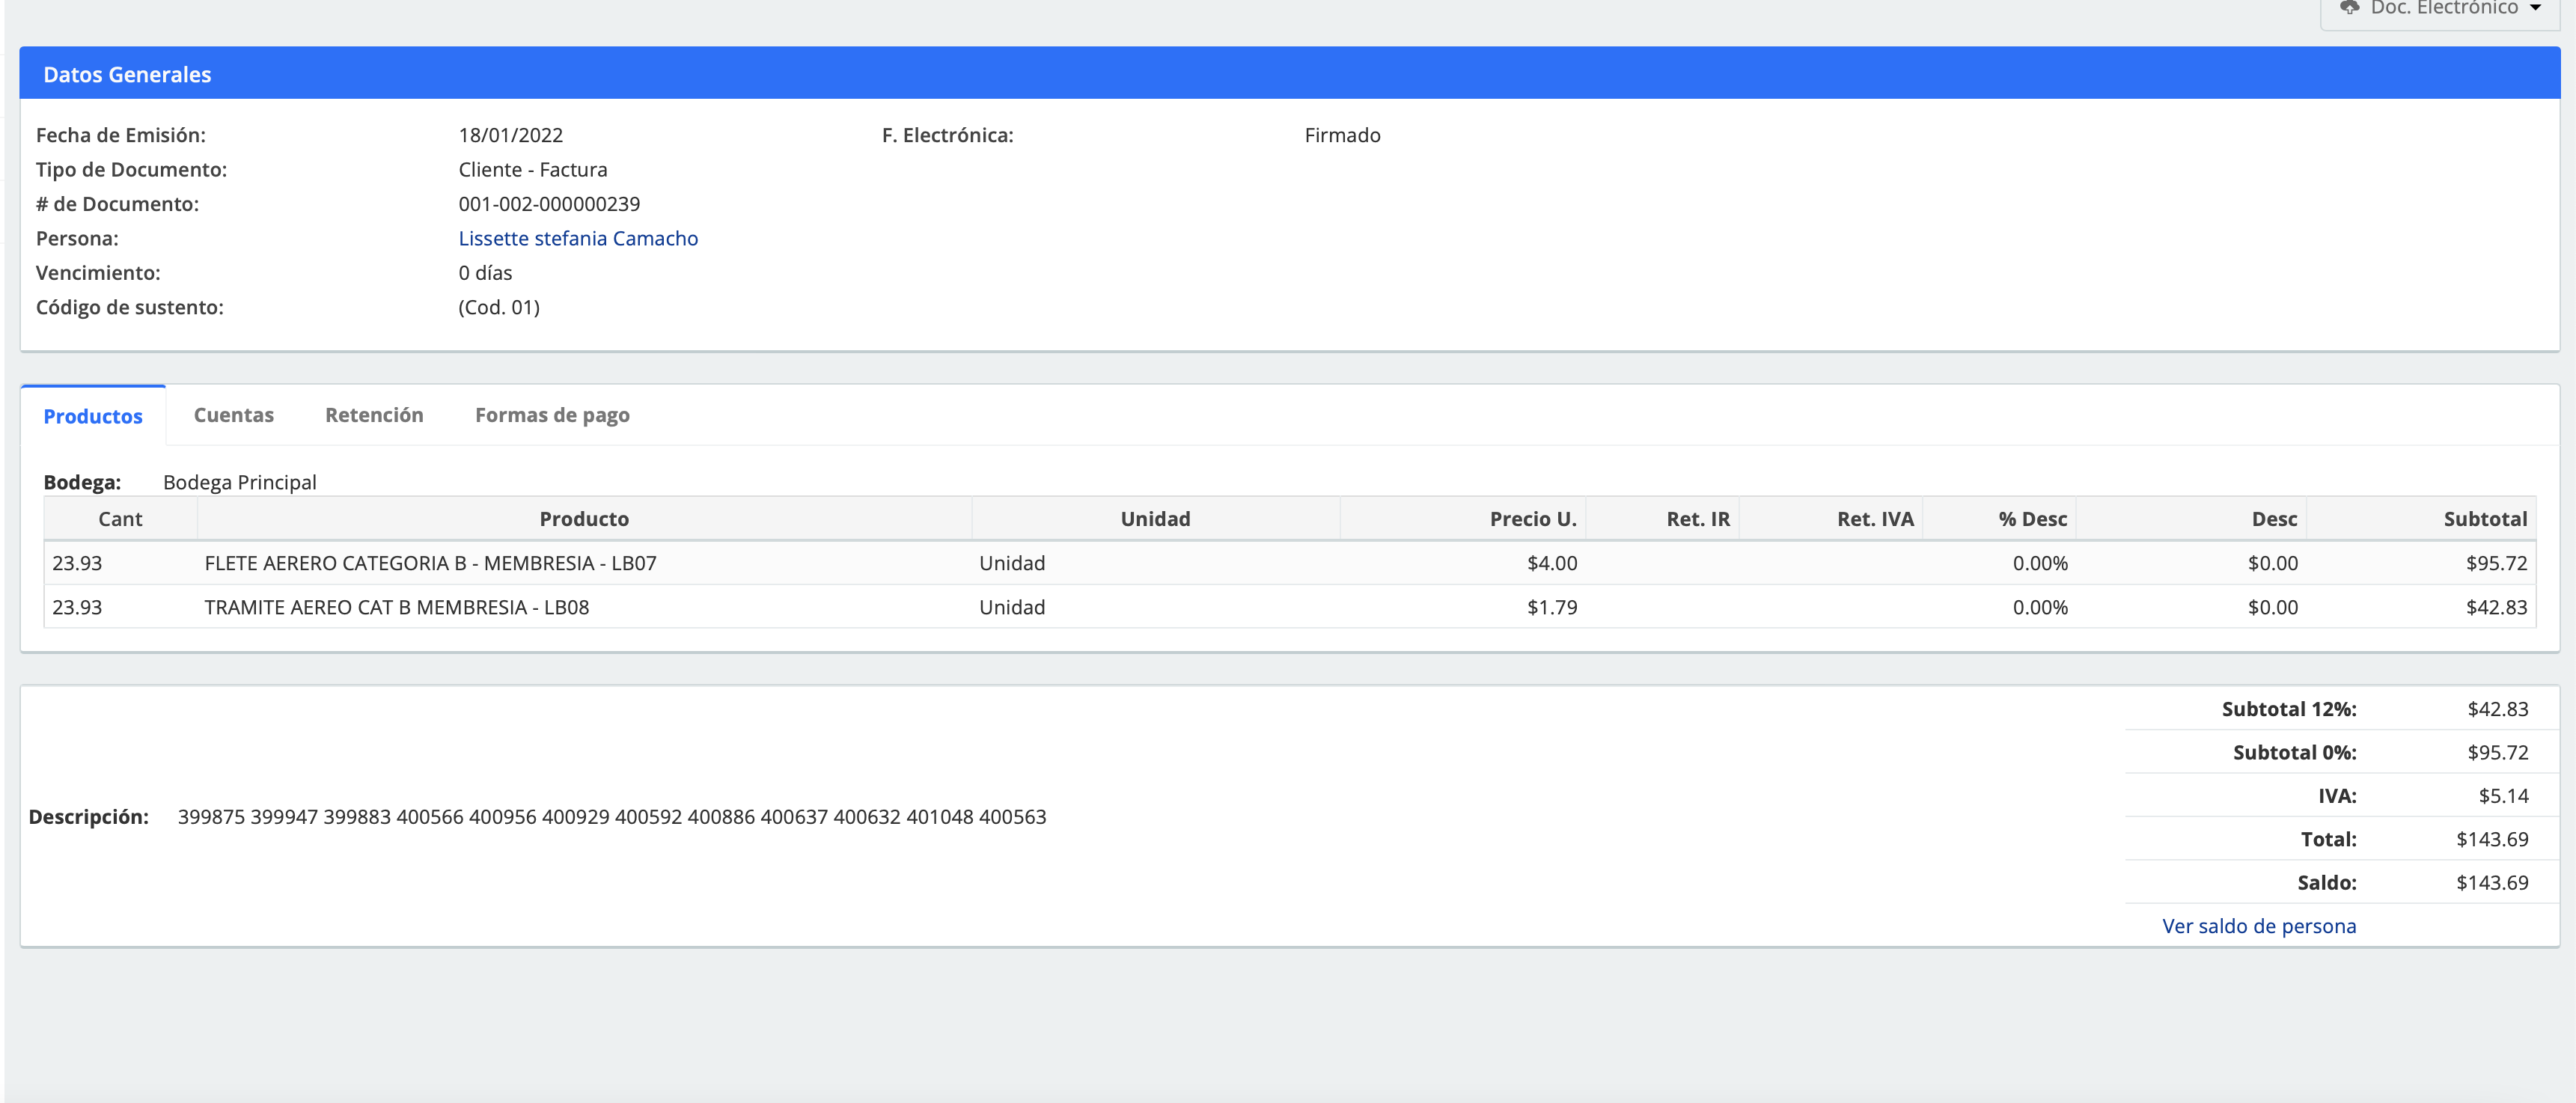 Doc. Electrónico
Datos Generales
Fecha de Emisión: 18/01/2022 F. Electrónica: Firmado
Tipo de Documento: Cliente - Factura
# de Documento: 001-002-000000239
Persona: Lissette stefania Camacho
Vencimiento: 0 días
Código de sustento: (Cod. 01)
Productos Cuentas Retención Formas de pago
Bodega: Bodega Principal
Cant Producto Unidad Precio U. Ret. IR Ret. IVA % Desc Desc Subtotal
23.93 FLETE AERERO CATEGORIA B - MEMBRESIA - LB07 Unidad $4.00 0.00% $0.00 $95.72
23.93 TRAMITE AEREO CAT B MEMBRESIA - LB08 Unidad $1.79 0.00% $0.00 $42.83
Subtotal 12%: $42.83
Subtotal 0%: $95.72
IVA: $5.14
Descripción: 399875 399947 399883 400566 400956 400929 400592 400886 400637 400632 401048 400563
Total: $143.69
Saldo: $143.69
Ver saldo de persona